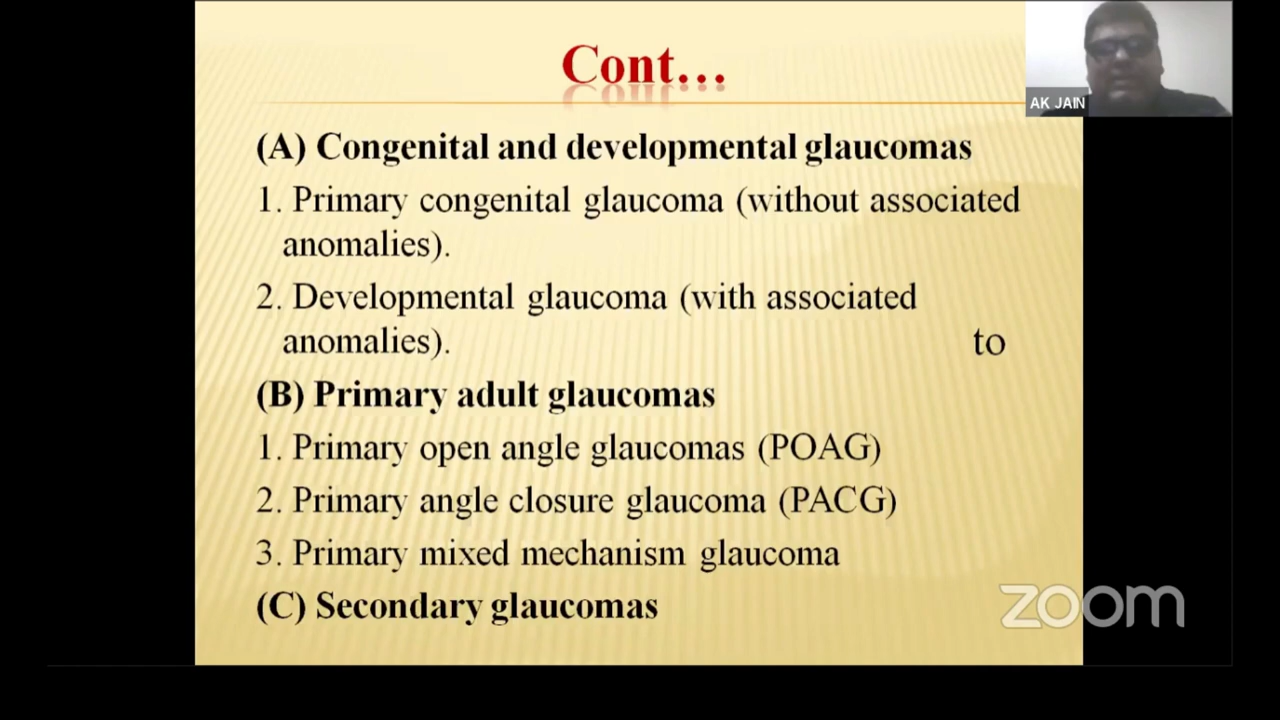 Cont...
AK JAIN
(A) Congenital and developmental glaucomas
1. Primary congenital glaucoma (without associated
anomalies).
2. Developmental glaucoma (with associated
anomalies). to
(B) Primary adult glaucomas
1. Primary open angle glaucomas (POAG)
2. Primary angle closure glaucoma (PACG)
3. Primary mixed mechanism glaucoma
(C) Secondary glaucomas
zoom